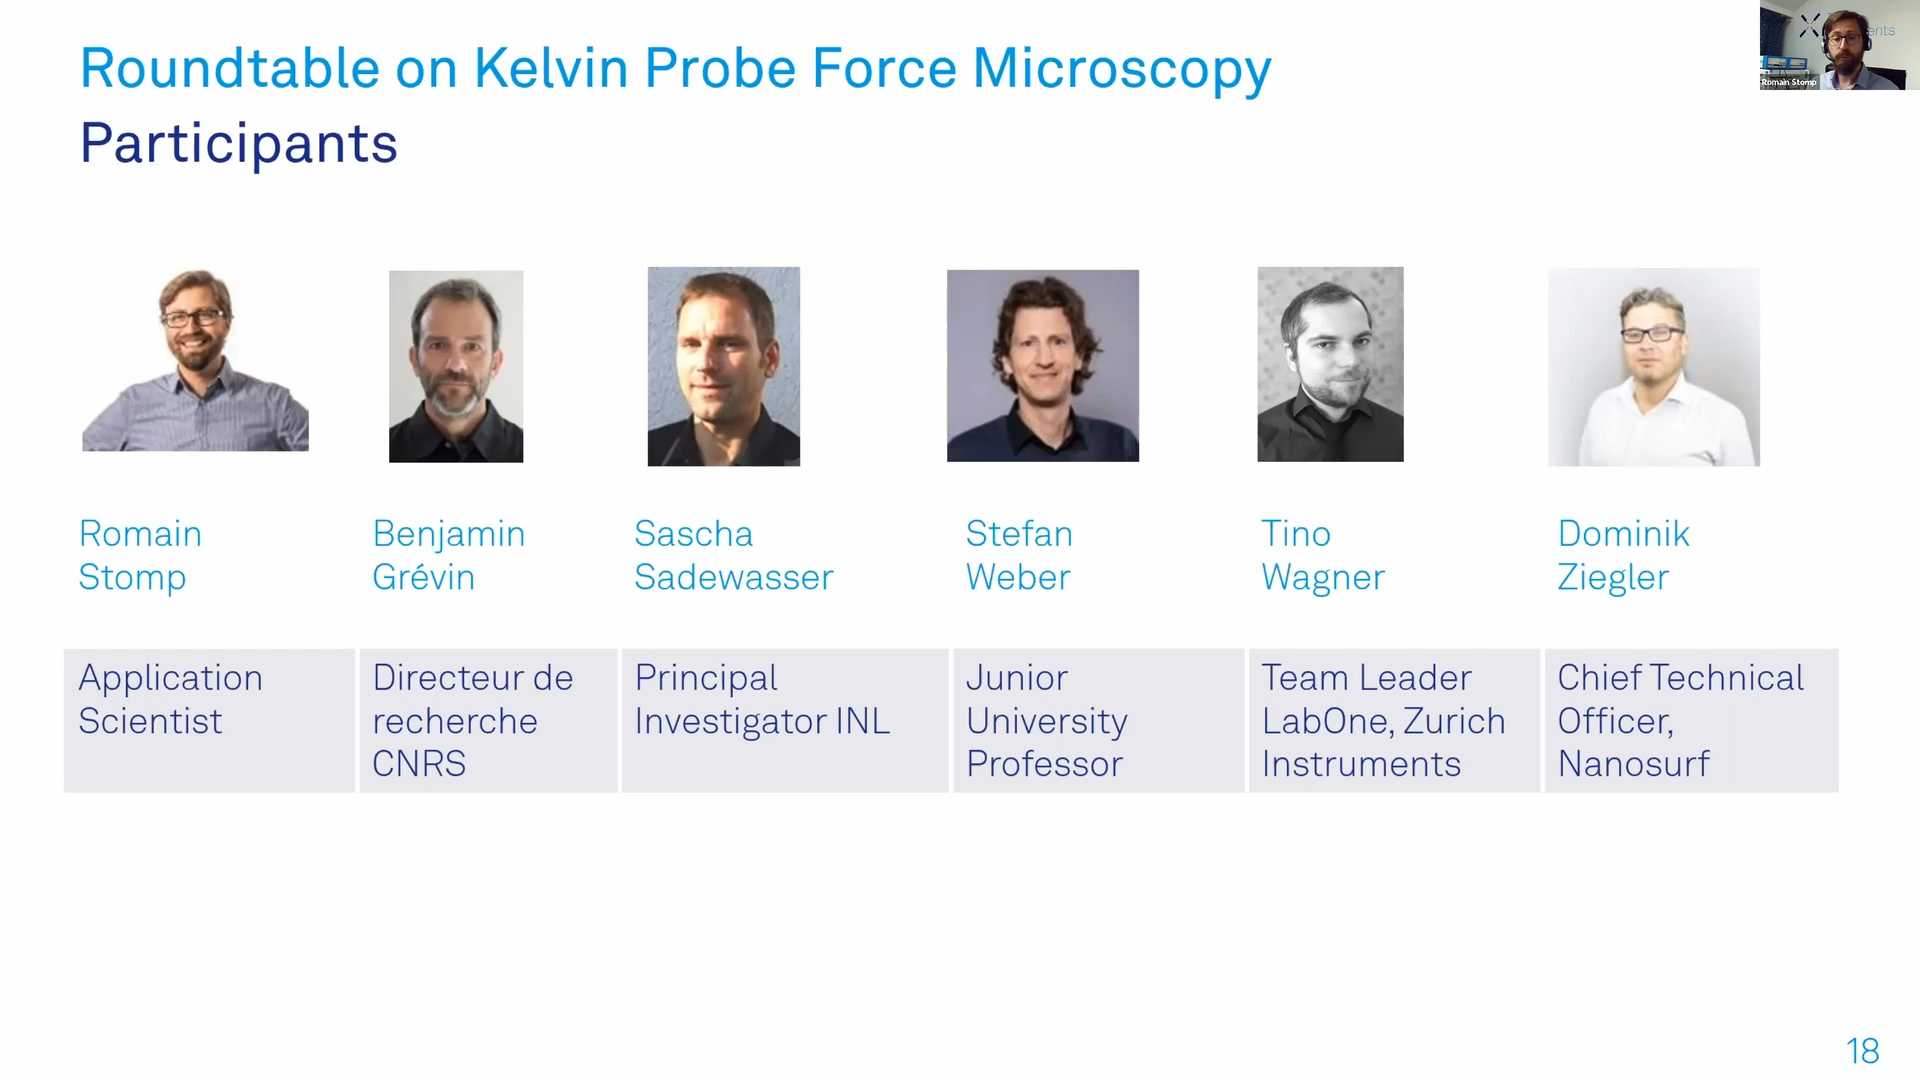 Roundtable on Kelvin Probe Force Microscopy
Participants
Romain Stomp
Romain
Stomp
Benjamin
Grévin
Sascha
Sadewasser
Stefan
Weber
Tino
Wagner
Dominik
Ziegler
Application
Scientist
Directeur de
recherche
CNRS
Principal
Investigator INL
Junior
University
Professor
Team Leader
LabOne, Zurich
Instruments
Chief Technical
Officer,
Nanosurf
18